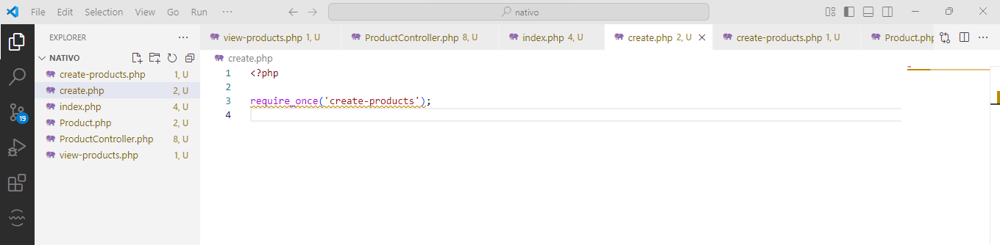 File Edit Selection View Go Run ··· nativo
EXPLORER ···
view-products.php 1, U ProductController.php 8, U index.php 4, U create.php 2, U create-products.php 1, U Product.php ···
NATIVO
create-products.php 1, U
create.php 2, U
index.php 4, U
Product.php 2, U
ProductController.php 8, U
view-products.php 1, U
19
create.php
1 <?php
2
3 require_once('create-products');
4